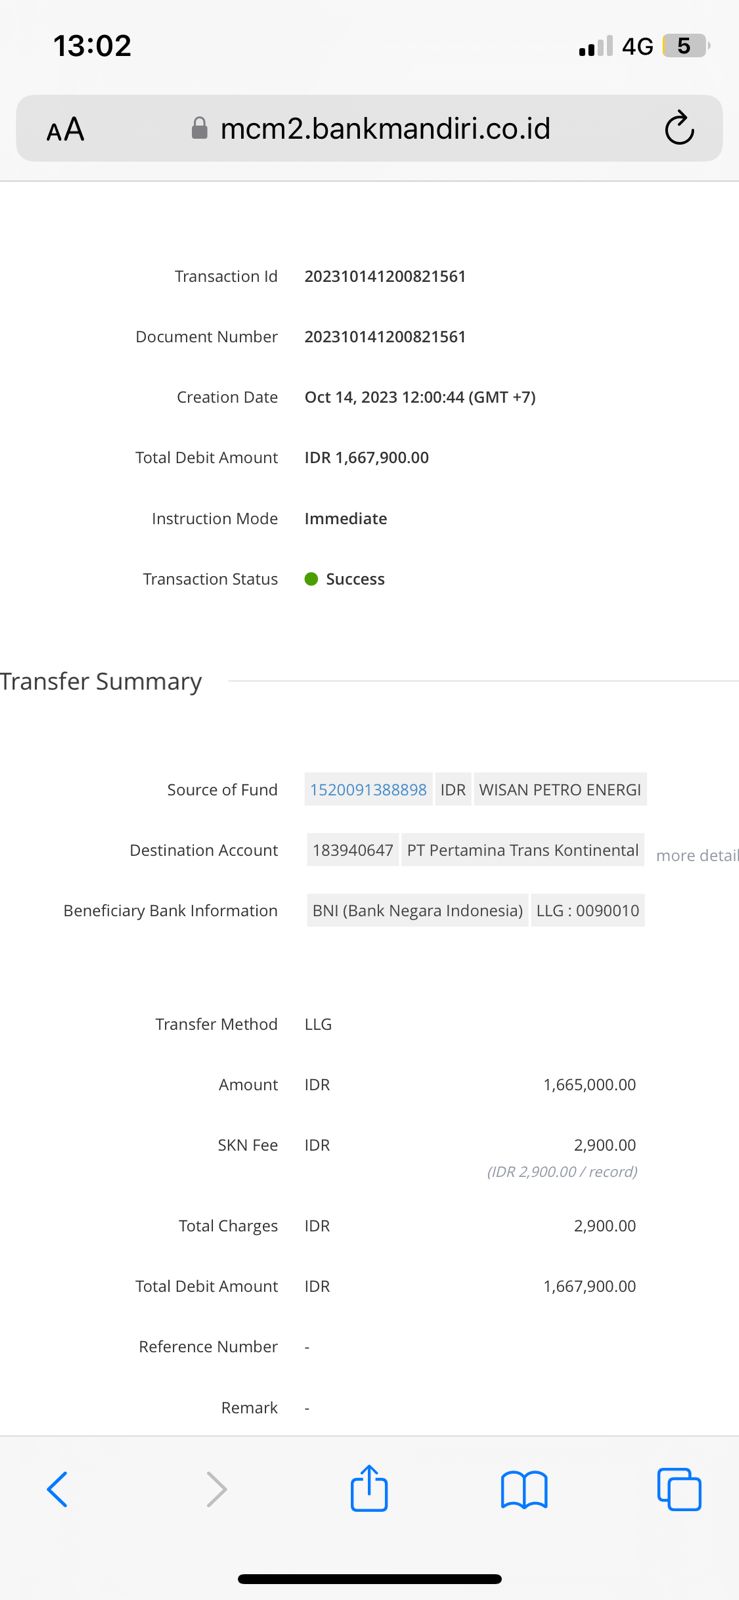 13:02
4G 5
AA mcm2.bankmandiri.co.id
Transaction Id 202310141200821561
Document Number 202310141200821561
Creation Date Oct 14, 2023 12:00:44 (GMT +7)
Total Debit Amount IDR 1,667,900.00
Instruction Mode Immediate
Transaction Status Success
Transfer Summary
Source of Fund 1520091388898 IDR WISAN PETRO ENERGI
Destination Account 183940647 PT Pertamina Trans Kontinental more detail
Beneficiary Bank Information BNI (Bank Negara Indonesia) LLG : 0090010
Transfer Method LLG
Amount IDR 1,665,000.00
SKN Fee IDR 2,900.00
(IDR 2,900.00 / record)
Total Charges IDR 2,900.00
Total Debit Amount IDR 1,667,900.00
Reference Number -
Remark -